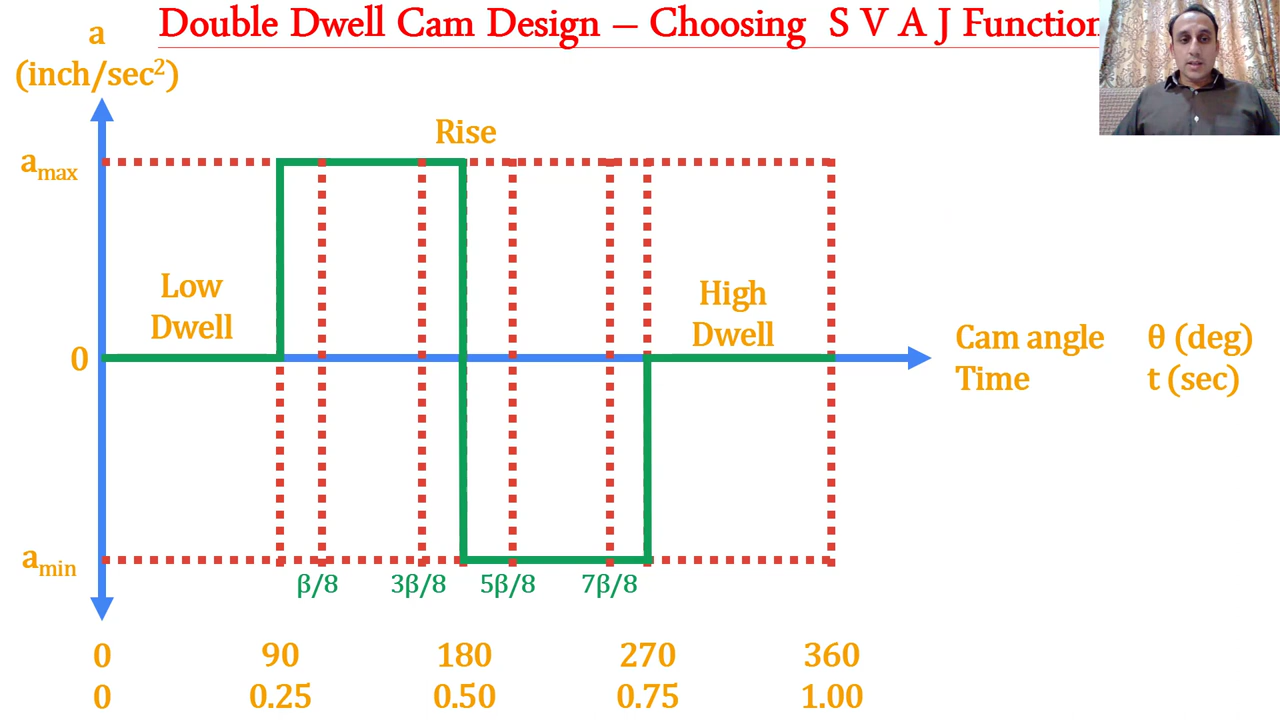 Double Dwell Cam Design – Choosing S V A J Function
a
(inch/sec²)
Rise
a max
Low
Dwell
High
Dwell
0
Cam angle θ (deg)
Time t (sec)
a min
β/8 3β/8 5β/8 7β/8
0 90 180 270 360
0 0.25 0.50 0.75 1.00